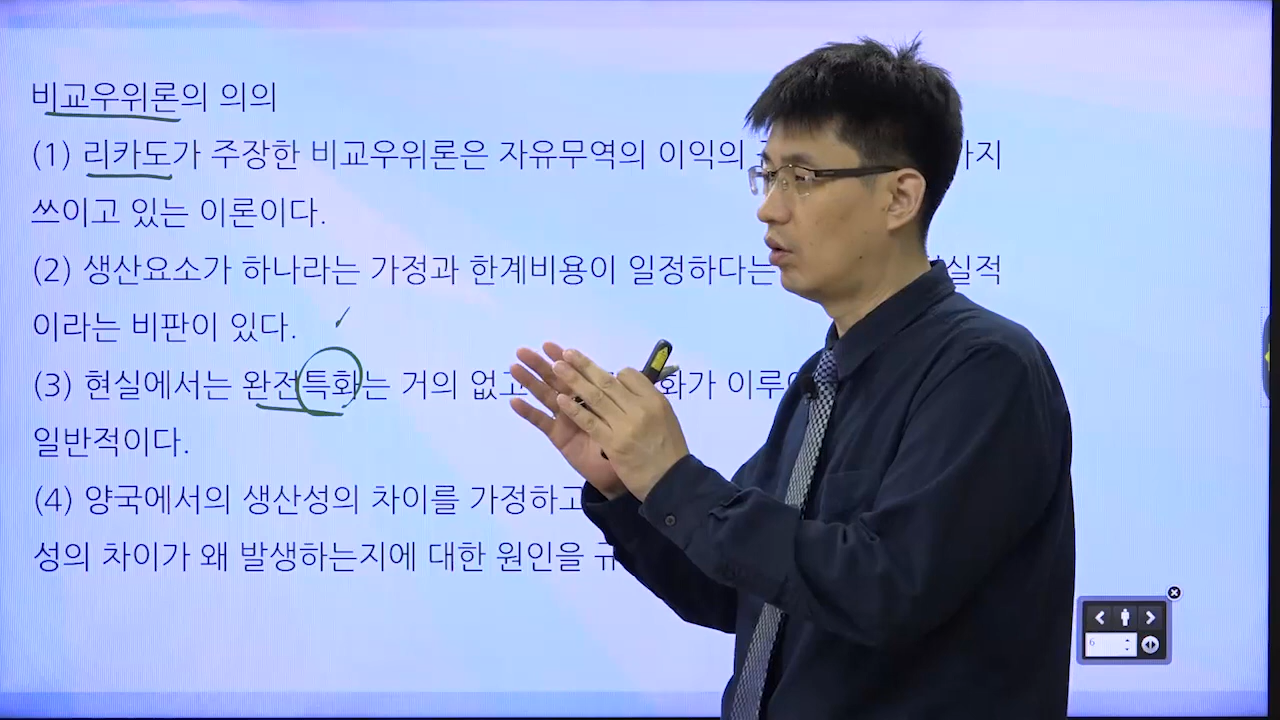 비교우위론의 의의
(1) 리카도가 주장한 비교우위론은 자유무역의 이익의
쓰이고 있는 이론이다.
(2) 생산요소가 하나라는 가정과 한계비용이 일정하다는
이라는 비판이 있다.
(3) 현실에서는 완전특화는 거의 없고
일반적이다.
(4) 양국에서의 생산성의 차이를 가정하고
성의 차이가 왜 발생하는지에 대한 원인을
6